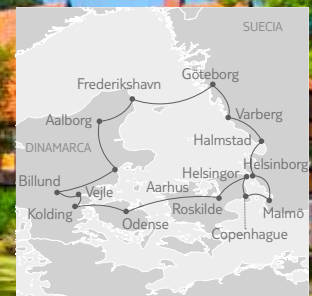 SUECIA
Göteborg
Frederikshavn
Varberg
Aalborg
Halmstad
DINAMARCA
Helsingor
Helsinborg
Billund
Vejle
Aarhus
Kolding
Roskilde
Malmö
Odense
Copenhague